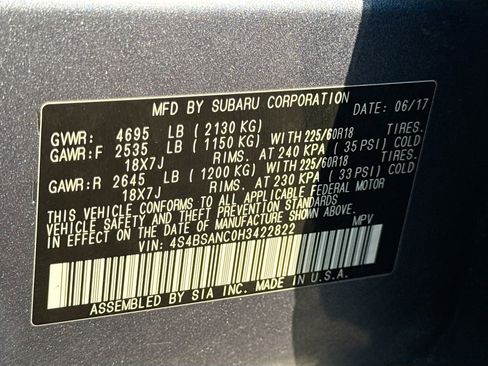 MFD BY SUBARU CORPORATION DATE: 06/17
GVWR: 4695 LB (2130 KG)
GAWR:F 2535 LB (1150 KG) WITH 225/60R18 TIRES.
18X7J RIMS. AT 240 KPA (35 PSI) COLD
GAWR:R 2645 LB (1200 KG) WITH 225/60R18 TIRES.
18X7J RIMS. AT 230 KPA (33 PSI) COLD
THIS VEHICLE CONFORMS TO ALL APPLICABLE FEDERAL MOTOR
VEHICLE SAFETY AND THEFT PREVENTION STANDARDS
IN EFFECT ON THE DATE OF MANUFACTURE SHOWN ABOVE.
VIN: 4S4BSANC0H3422822 MPV
ASSEMBLED BY SIA INC. MADE IN U.S.A.